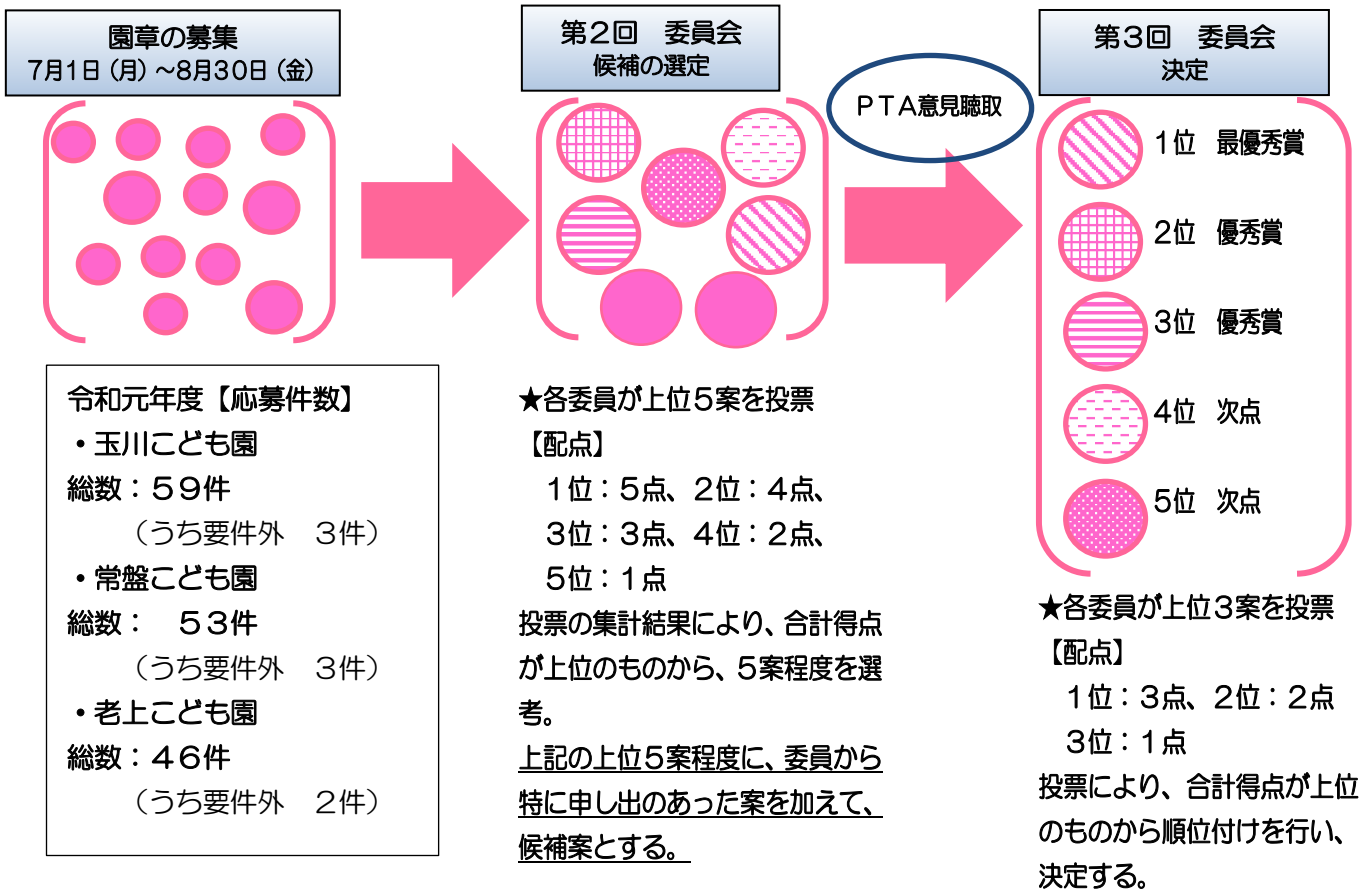 園章の募集
7月1日（月）～8月30日（金）
第２回　委員会
候補の選定
ＰＴＡ意見聴取
第３回　委員会
決定
1位　最優秀賞
2位　優秀賞
3位　優秀賞
4位　次点
5位　次点
令和元年度【応募件数】
・玉川こども園
総数：５９件
（うち要件外　３件）
・常盤こども園
総数：　５３件
（うち要件外　３件）
・老上こども園
総数：４６件
（うち要件外　２件）
★各委員が上位５案を投票
【配点】
１位：５点、２位：４点、
３位：３点、４位：２点、
５位：１点
投票の集計結果により、合計得点
が上位のものから、５案程度を選
考。
上記の上位５案程度に、委員から
特に申し出のあった案を加えて、
候補案とする。
★各委員が上位３案を投票
【配点】
１位：３点、２位：２点
３位：１点
投票により、合計得点が上位
のものから順位付けを行い、
決定する。